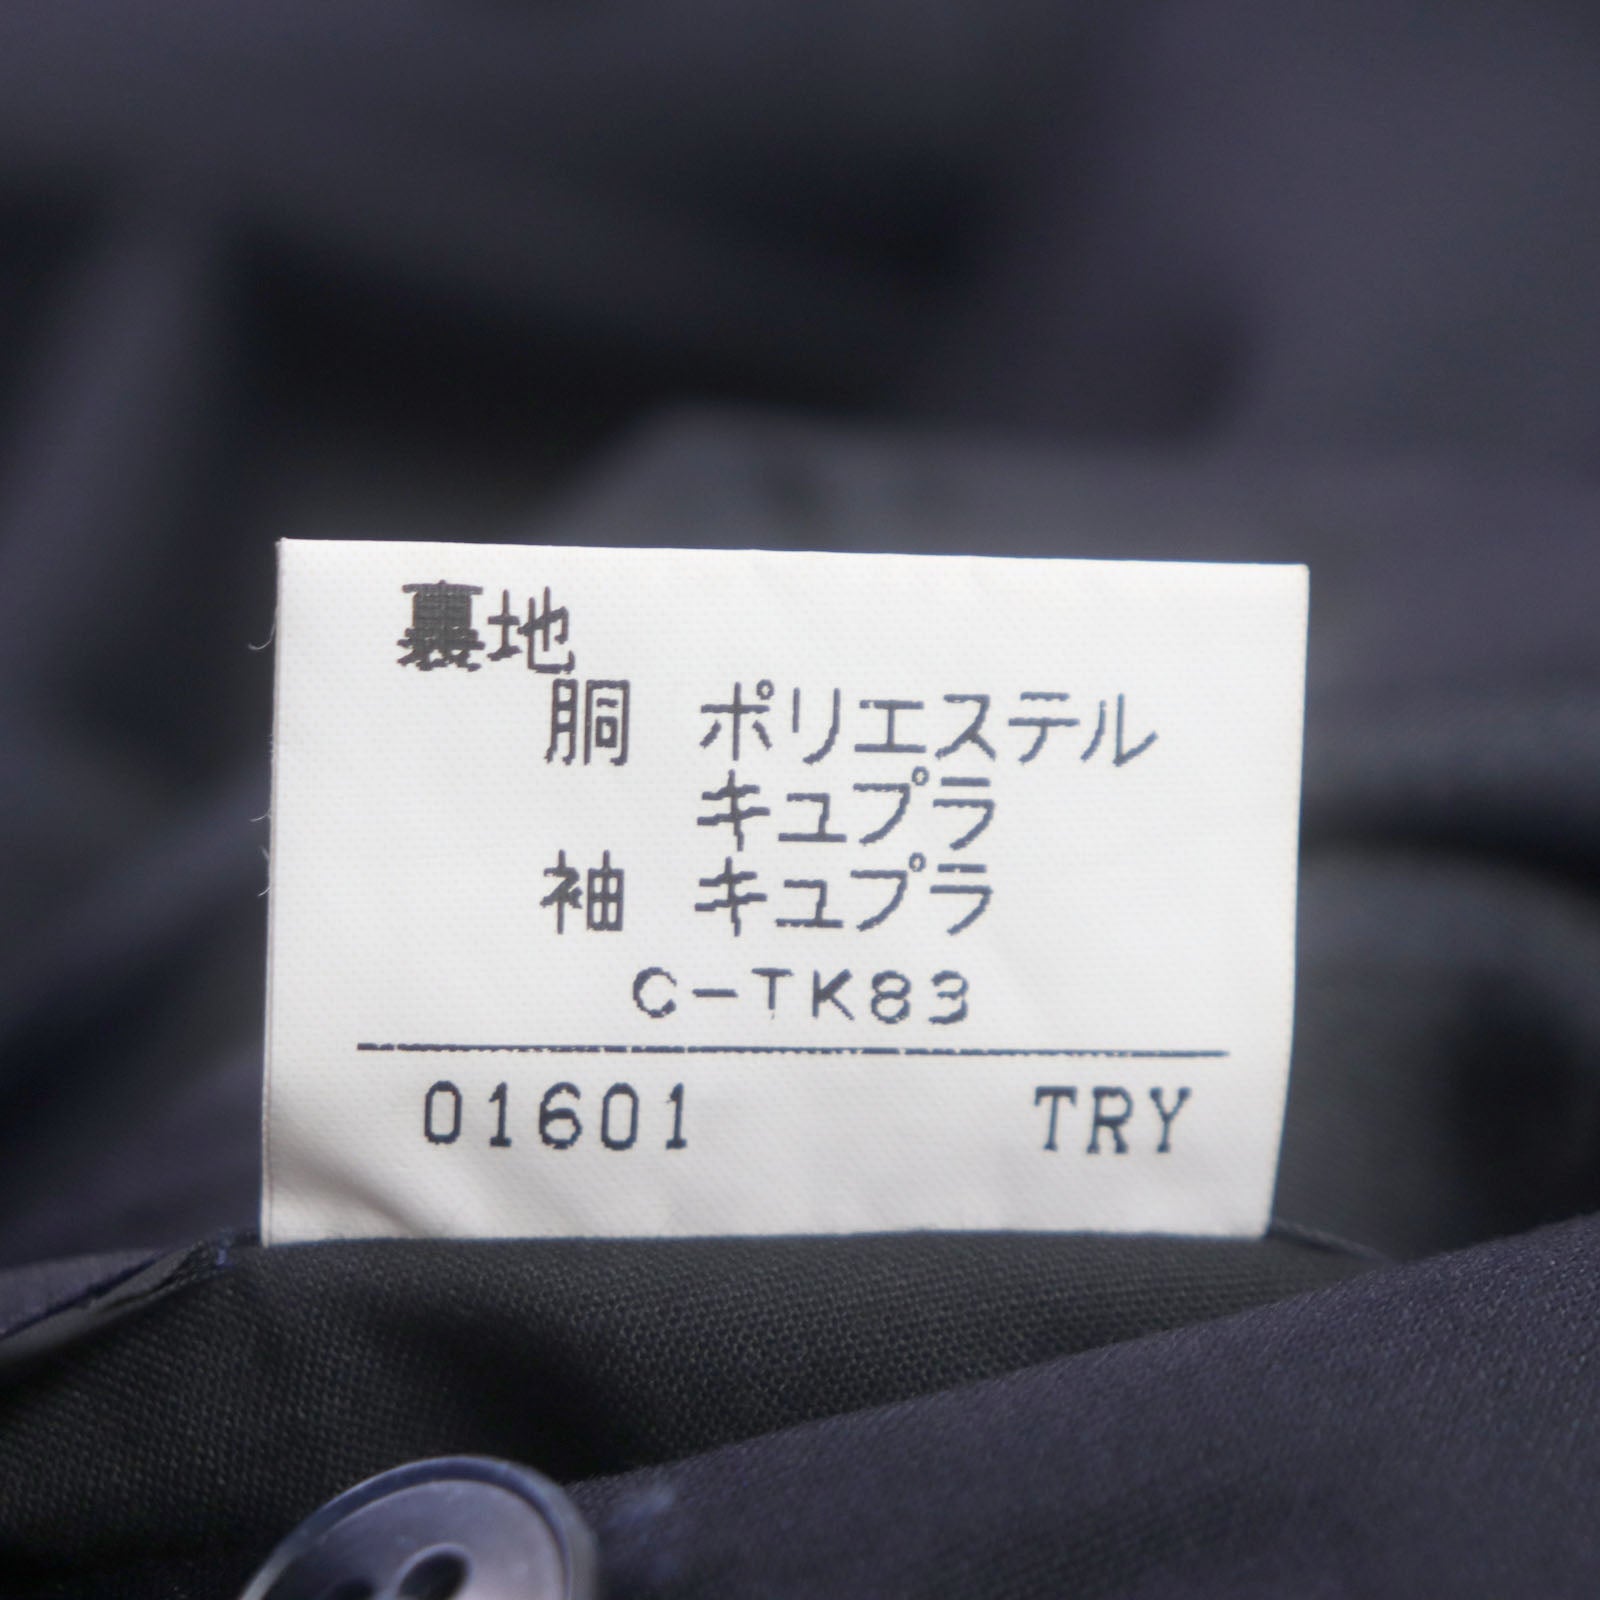 裏地
胴 ポリエステル
キュプラ
袖 キュプラ
C-TK83
01601 TRY